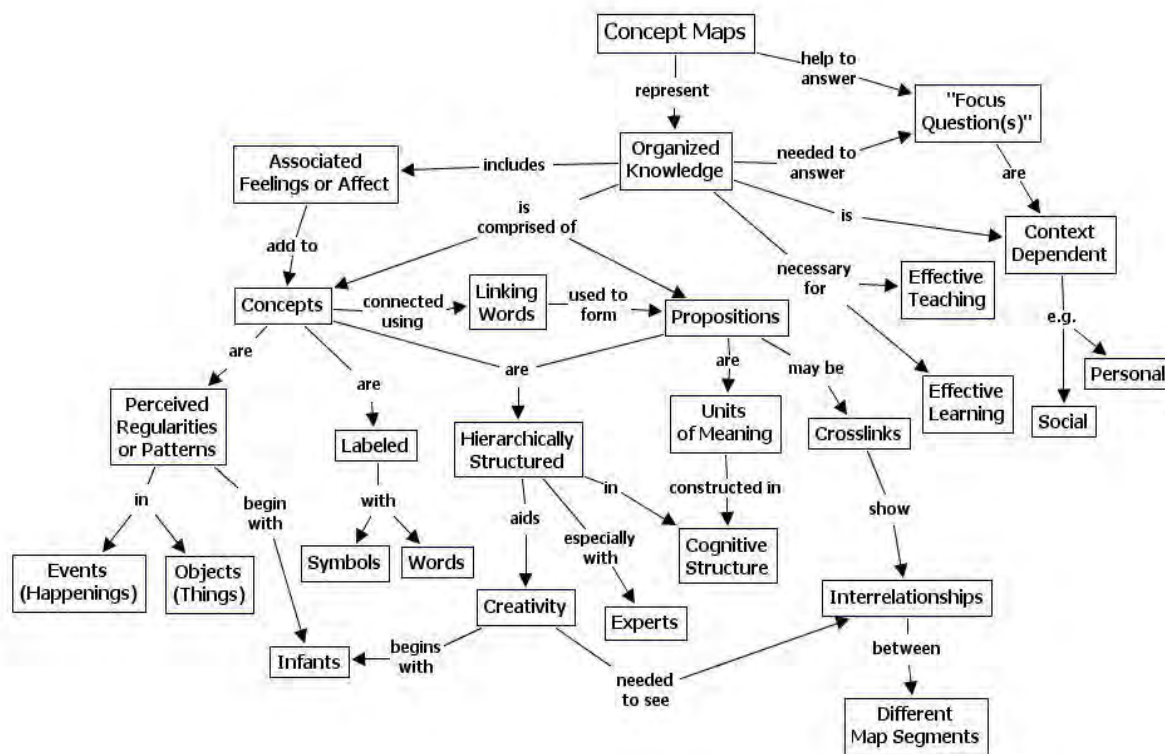 Concept Maps
help to
answer
represent
"Focus
Question(s)"
Organized
Knowledge
needed to
answer
includes
Associated
Feelings or Affect
are
is
comprised of
is
Context
Dependent
add to
necessary
for
Effective
Teaching
Concepts
connected
using
Linking
Words
used to
form
Propositions
e.g.
are
are
are
are
may be
Personal
Perceived
Regularities
or Patterns
Labeled
Hierarchically
Structured
Units
of Meaning
Crosslinks
Effective
Learning
Social
in
begin
with
with
aids
in
constructed in
show
especially
with
Events
(Happenings)
Objects
(Things)
Symbols
Words
Cognitive
Structure
Creativity
Experts
Interrelationships
Infants
begins
with
needed
to see
between
Different
Map Segments